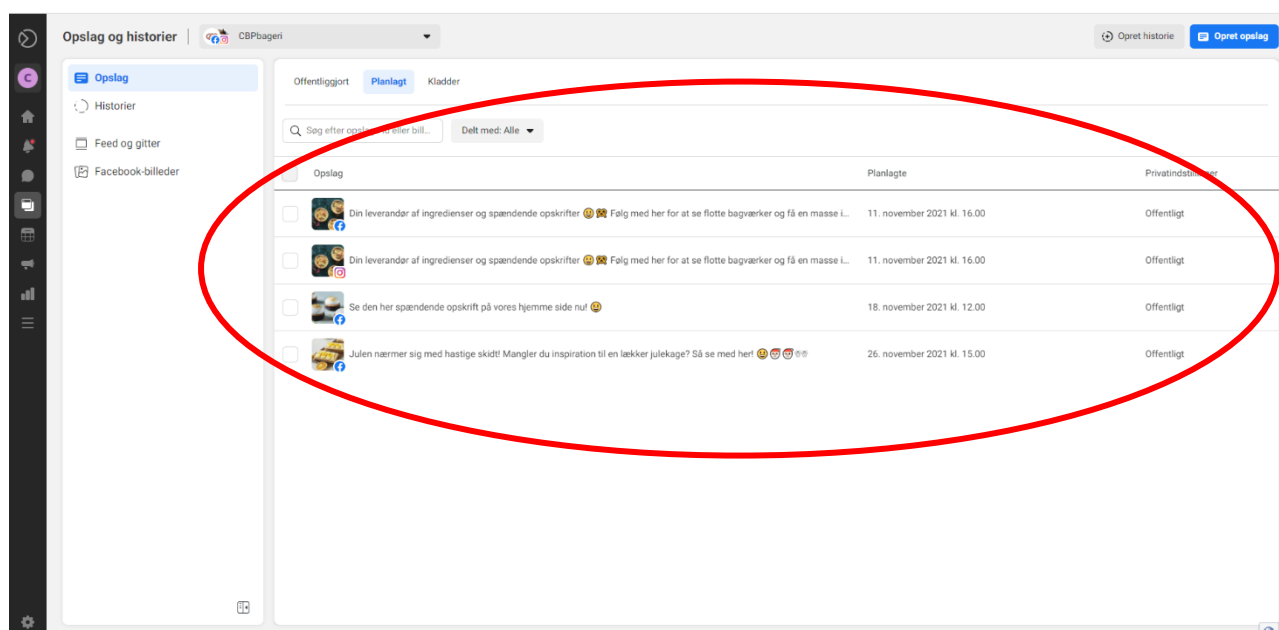 Opslag og historier
CBPbageri
Opret historie
Opret opslag
C
Opslag
Historier
Feed og gitter
Facebook-billeder
Offentliggjort Planlagt Kladder
Søg efter eller bill...
Delt med: Alle
Opslag Planlagte
Din leverandør af ingredienser og spændende opskrifter 😃🥨 Følg med her for at se flotte bagværker og få en masse i... 11. november 2021 kl. 16.00 Offentligt
Din leverandør af ingredienser og spændende opskrifter 😃🥨 Følg med her for at se flotte bagværker og få en masse i... 11. november 2021 kl. 16.00 Offentligt
Se den her spændende opskrift på vores hjemme side nu! 😃 18. november 2021 kl. 12.00 Offentligt
Julen nærmer sig med hastige skidt! Mangler du inspiration til en lækker julekage? Så se med her! 😃🎅🎅 26. november 2021 kl. 15.00 Offentligt